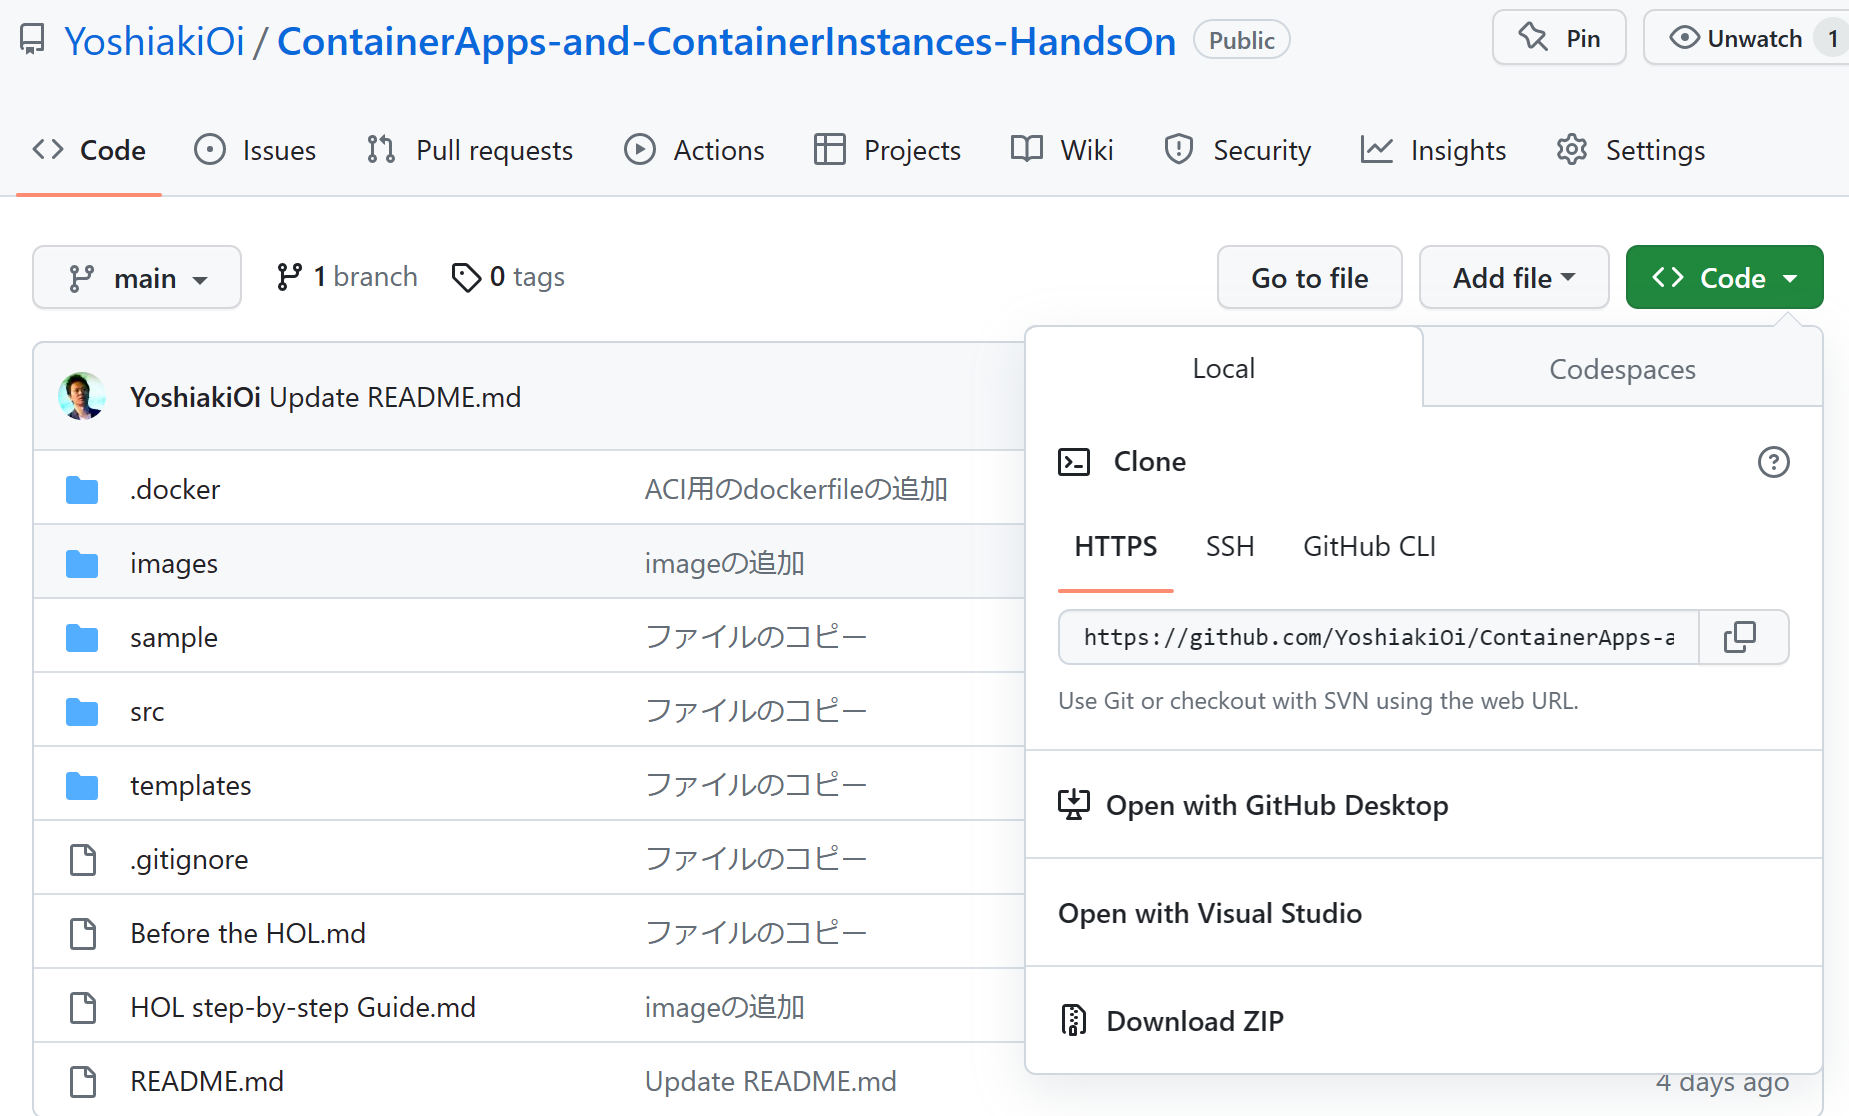 YoshiakiOi / ContainerApps-and-ContainerInstances-HandsOn Public Pin Unwatch 1
Code Issues Pull requests Actions Projects Wiki Security Insights Settings
main 1 branch 0 tags Go to file Add file Code
YoshiakiOi Update README.md
.docker ACI用のdockerfileの追加
images imageの追加
sample ファイルのコピー
src ファイルのコピー
templates ファイルのコピー
.gitignore ファイルのコピー
Before the HOL.md ファイルのコピー
HOL step-by-step Guide.md imageの追加
README.md Update README.md 4 days ago
Local Codespaces
Clone
HTTPS SSH GitHub CLI
https://github.com/YoshiakiOi/ContainerApps-a
Use Git or checkout with SVN using the web URL.
Open with GitHub Desktop
Open with Visual Studio
Download ZIP